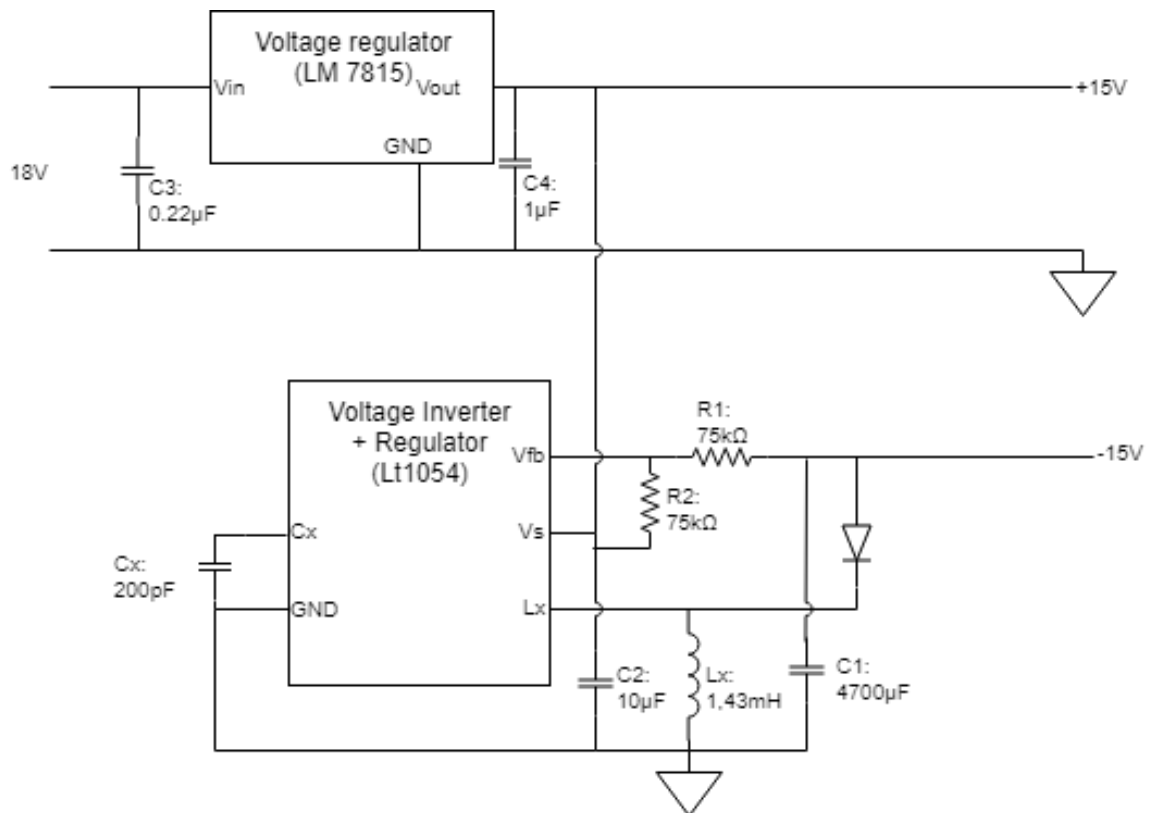 Voltage regulator
(LM 7815)
Vin
Vout
GND
+15V
18V
C3:
0.22µF
C4:
1µF
Voltage Inverter
+ Regulator
(Lt1054)
Vfb
R1:
75kΩ
-15V
R2:
75kΩ
Cx
Vs
Cx:
200pF
GND
Lx
C2:
10µF
Lx:
1,43mH
C1:
4700µF